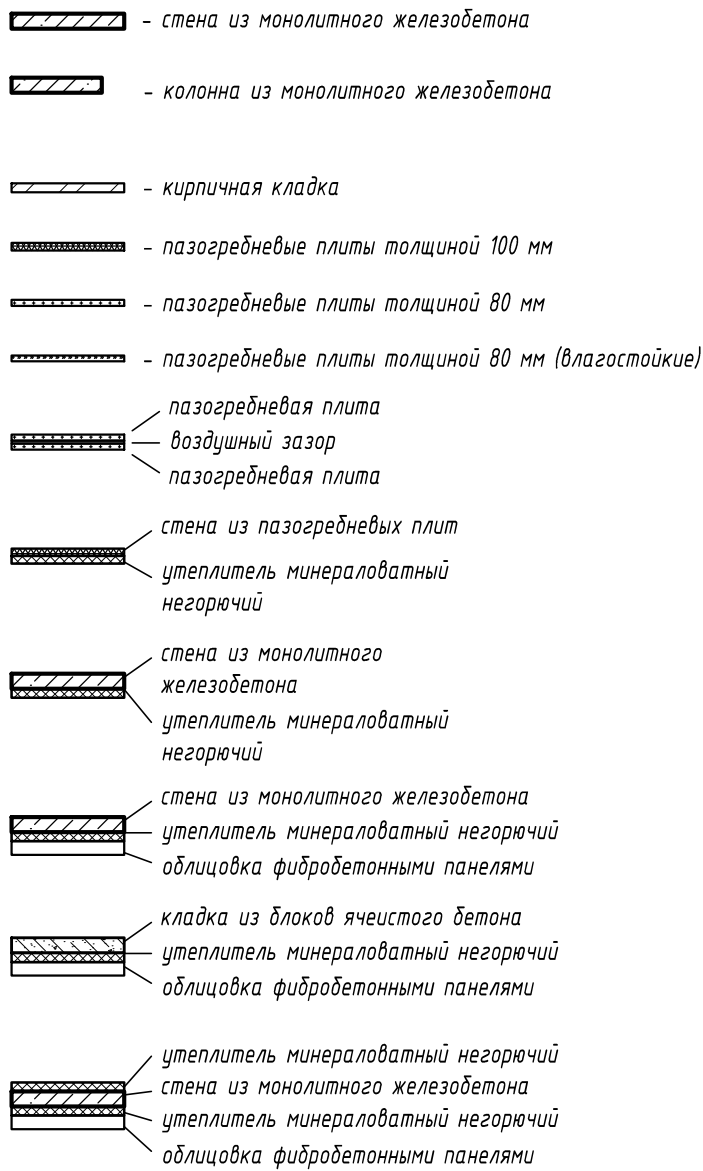 - стена из монолитного железобетона
- колонна из монолитного железобетона
- кирпичная кладка
- пазогребневые плиты толщиной 100 мм
- пазогребневые плиты толщиной 80 мм
- пазогребневые плиты толщиной 80 мм (влагостойкие)
пазогребневая плита
воздушный зазор
пазогребневая плита
стена из пазогребневых плит
утеплитель минераловатный
негорючий
стена из монолитного
железобетона
утеплитель минераловатный
негорючий
стена из монолитного железобетона
утеплитель минераловатный негорючий
облицовка фибробетонными панелями
кладка из блоков ячеистого бетона
утеплитель минераловатный негорючий
облицовка фибробетонными панелями
утеплитель минераловатный негорючий
стена из монолитного железобетона
утеплитель минераловатный негорючий
облицовка фибробетонными панелями